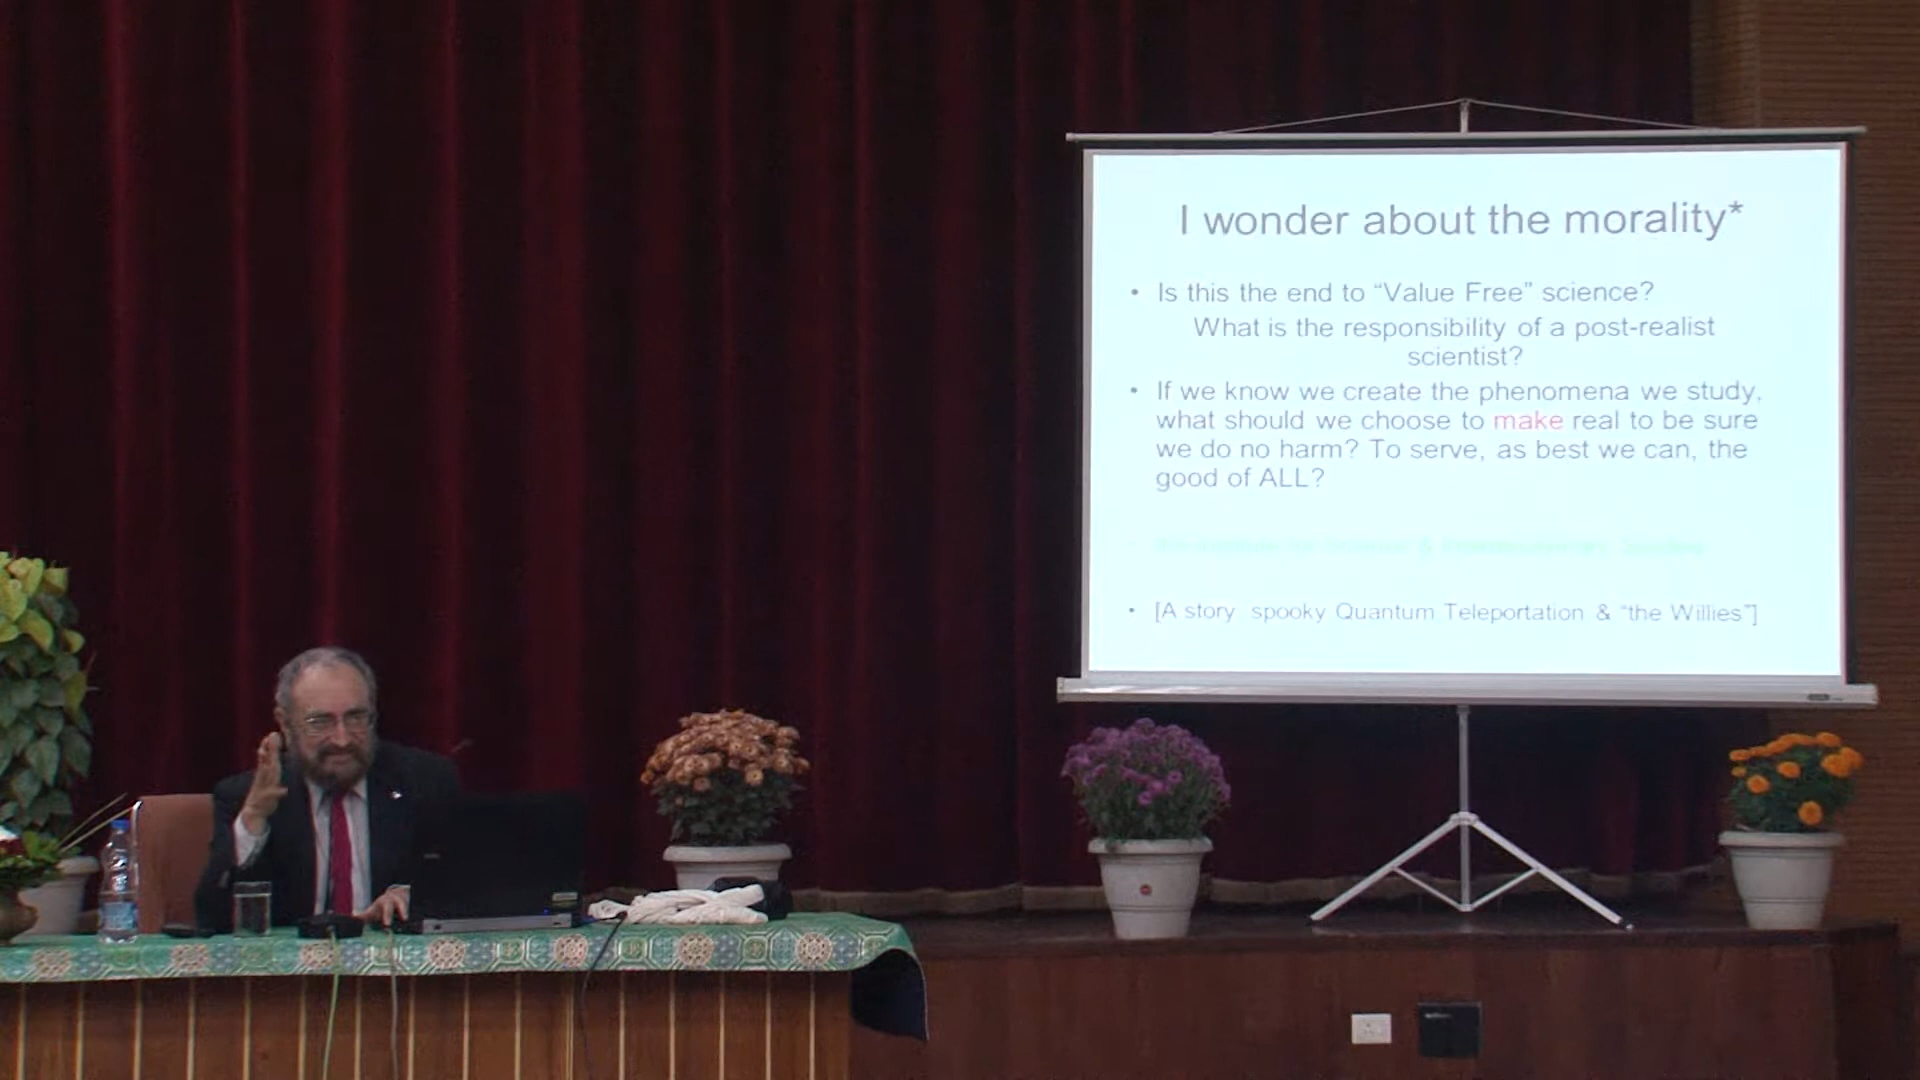 I wonder about the morality*
• Is this the end to “Value Free” science?
What is the responsibility of a post-realist
scientist?
• If we know we create the phenomena we study,
what should we choose to make real to be sure
we do no harm? To serve, as best we can, the
good of ALL?
• [A story spooky Quantum Teleportation & “the Willies”]